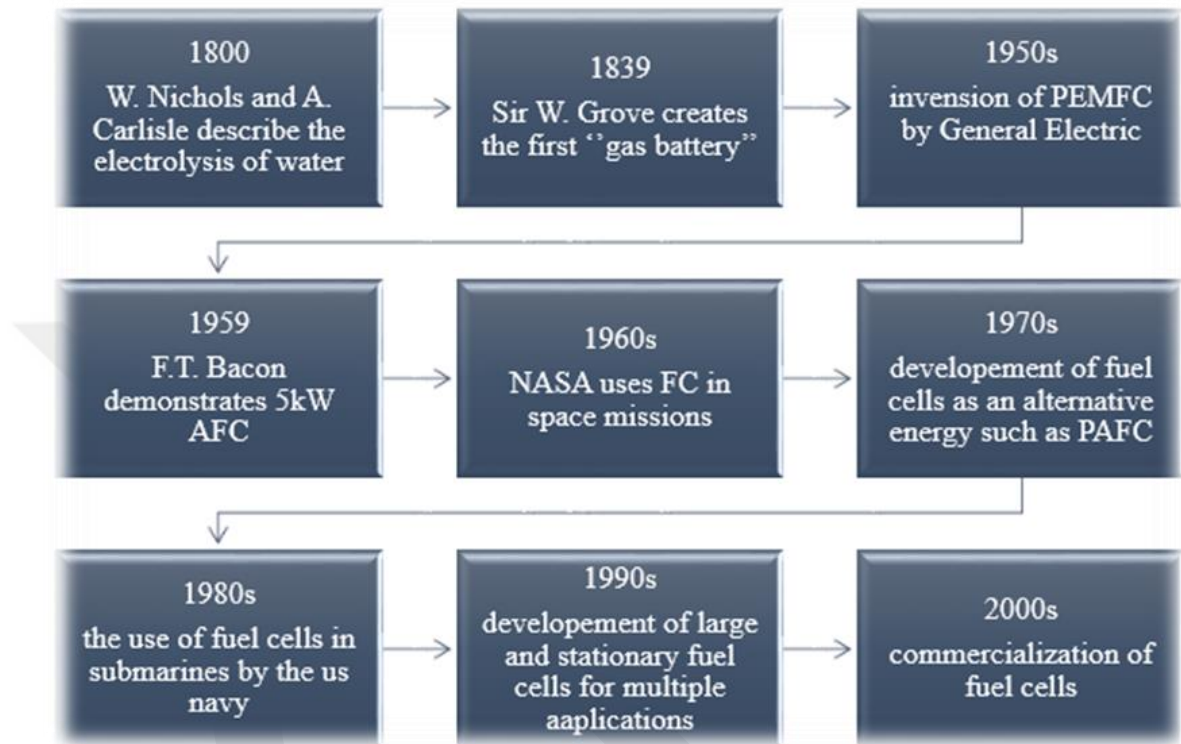 1800
W. Nichols and A.
Carlisle describe the
electrolysis of water
1839
Sir W. Grove creates
the first ‘‘gas battery”
1950s
invension of PEMFC
by General Electric
1959
F.T. Bacon
demonstrates 5kW
AFC
1960s
NASA uses FC in
space missions
1970s
developement of fuel
cells as an alternative
energy such as PAFC
1980s
the use of fuel cells in
submarines by the us
navy
1990s
developement of large
and stationary fuel
cells for multiple
aaplications
2000s
commercialization of
fuel cells